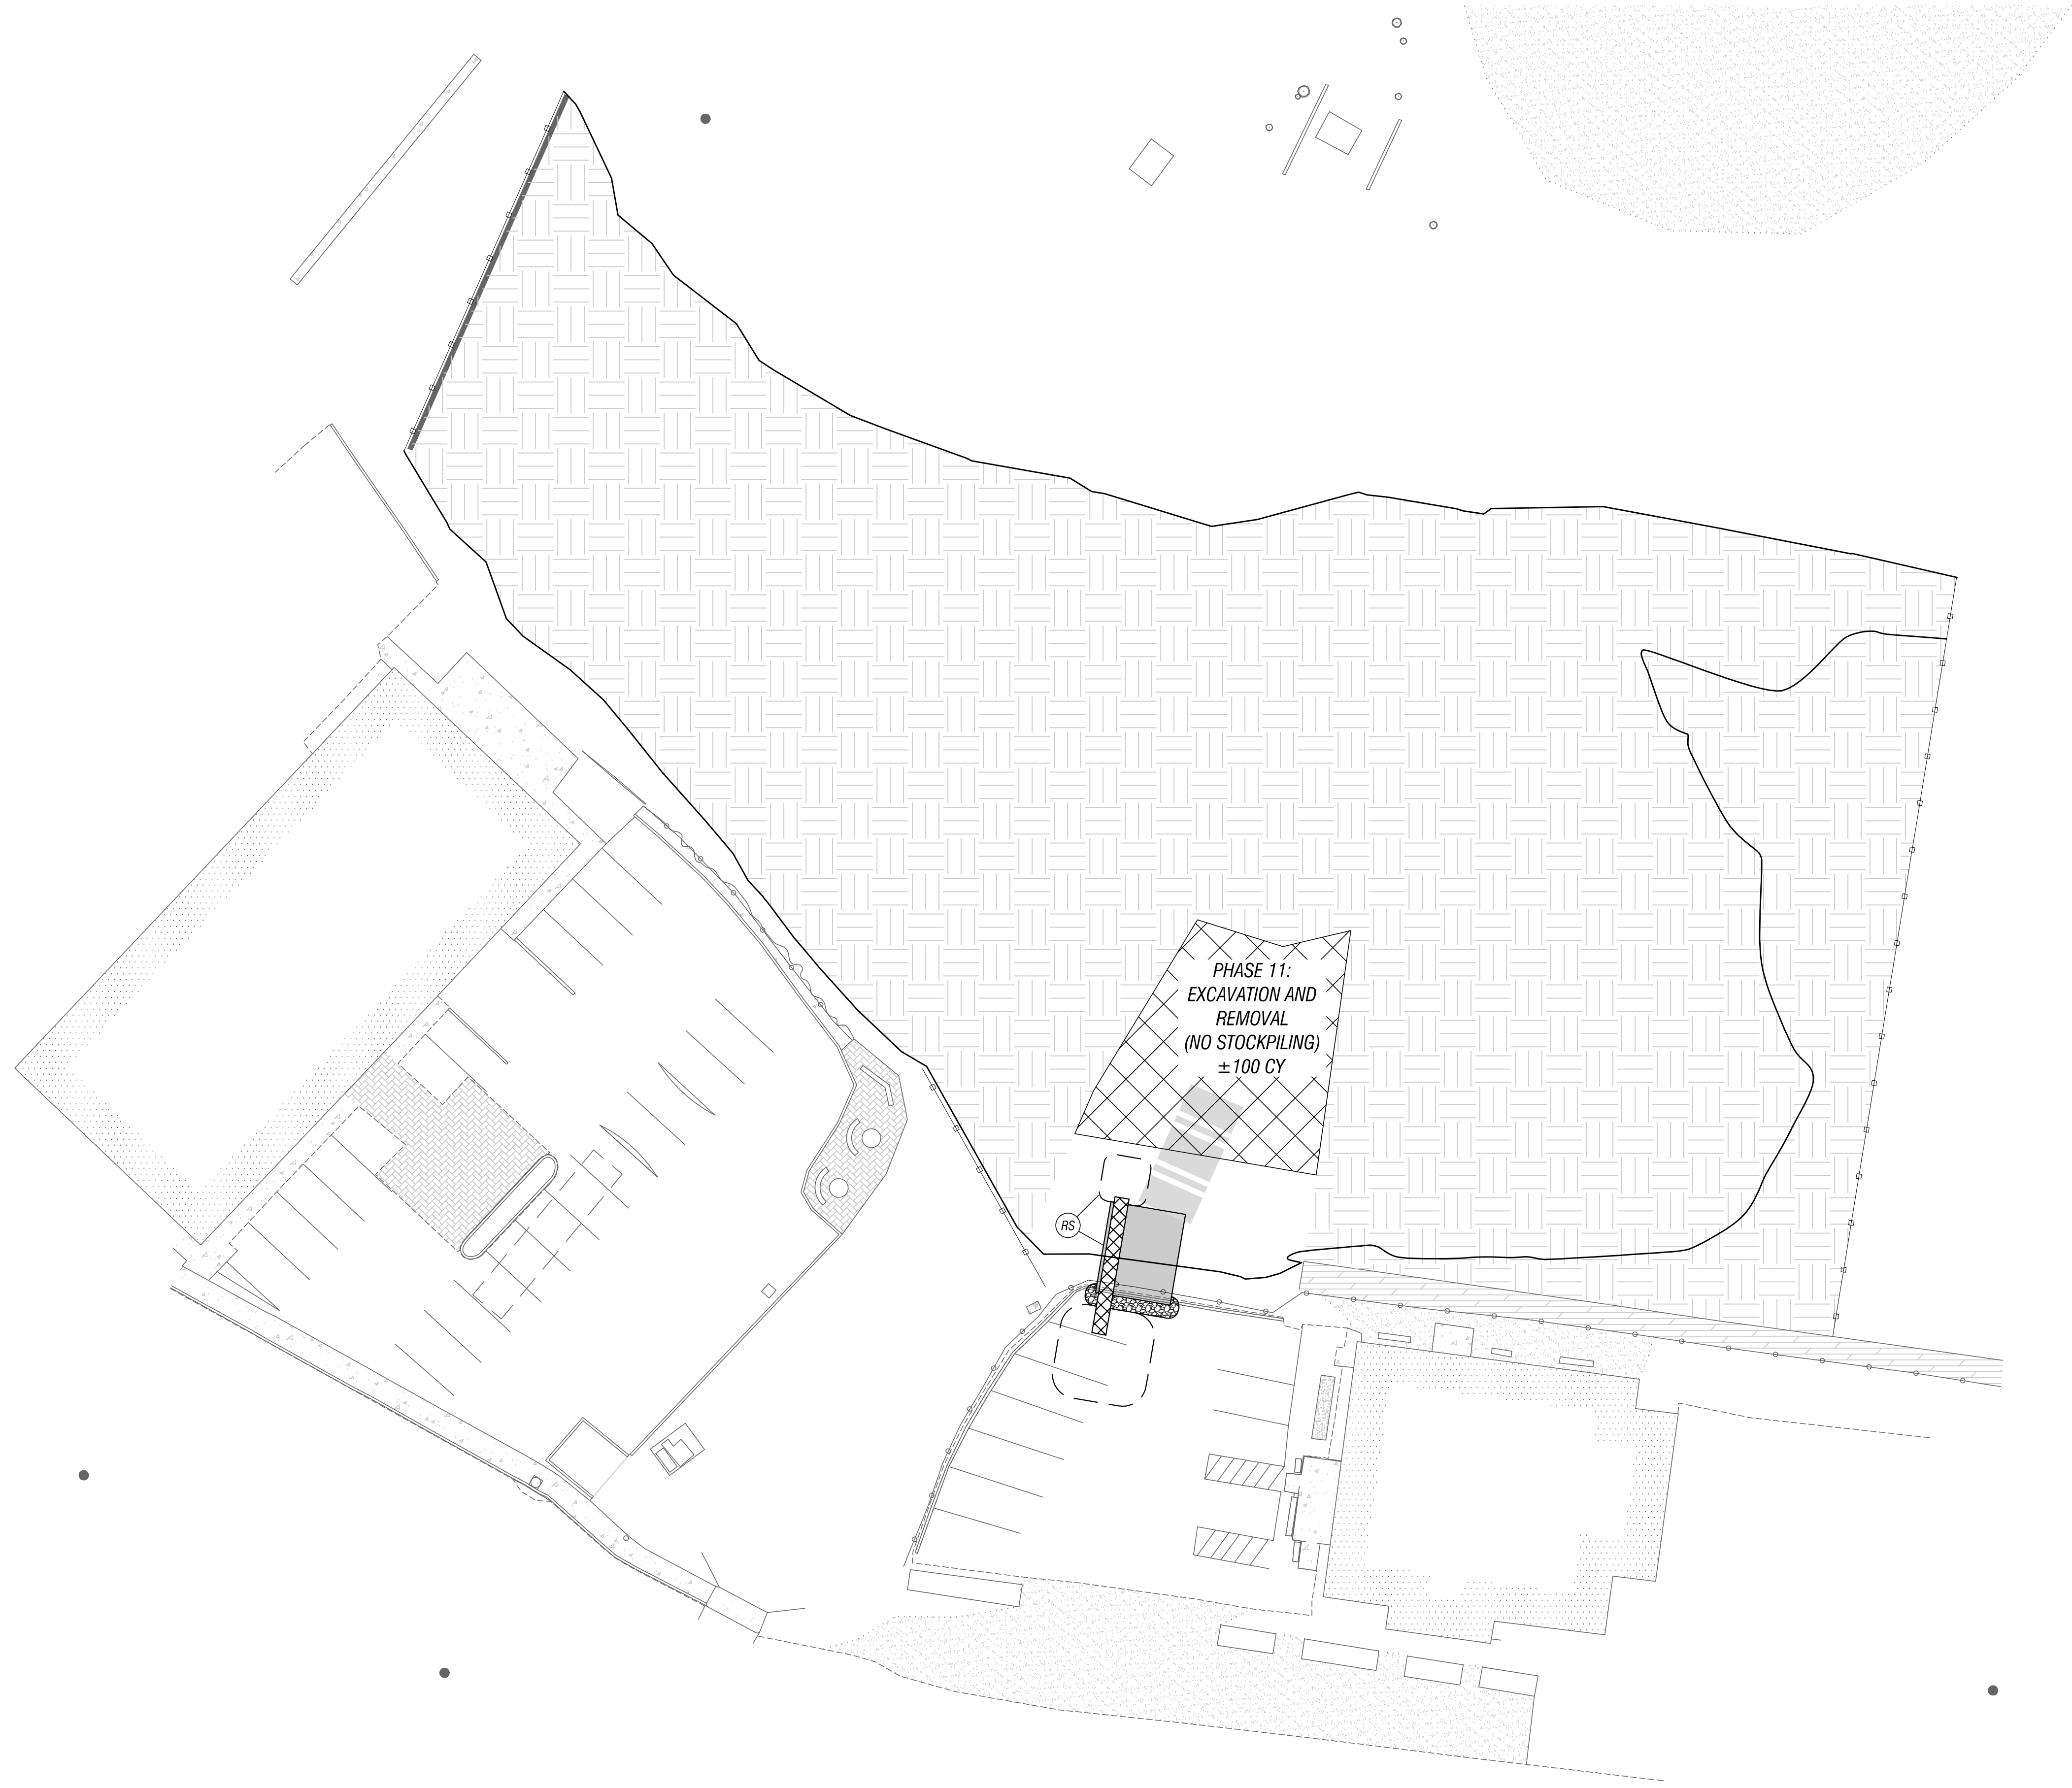 PHASE 11:
EXCAVATION AND
REMOVAL
(NO STOCKPILING)
±100 CY
RS